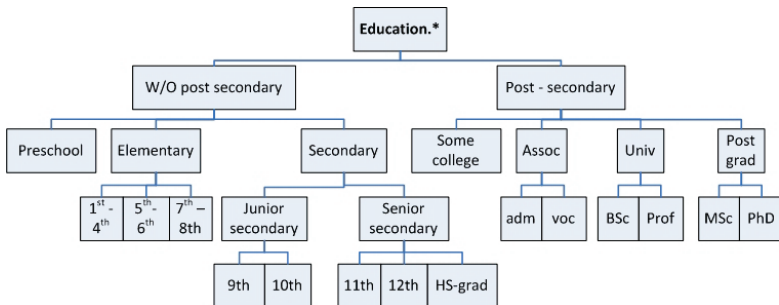 Education.*
W/O post secondary
Post - secondary
Preschool
Elementary
Secondary
Some
college
Assoc
Univ
Post
grad
1st -
4th
5th-
6th
7th –
8th
Junior
secondary
Senior
secondary
adm
voc
BSc
Prof
MSc
PhD
9th
10th
11th
12th
HS-grad